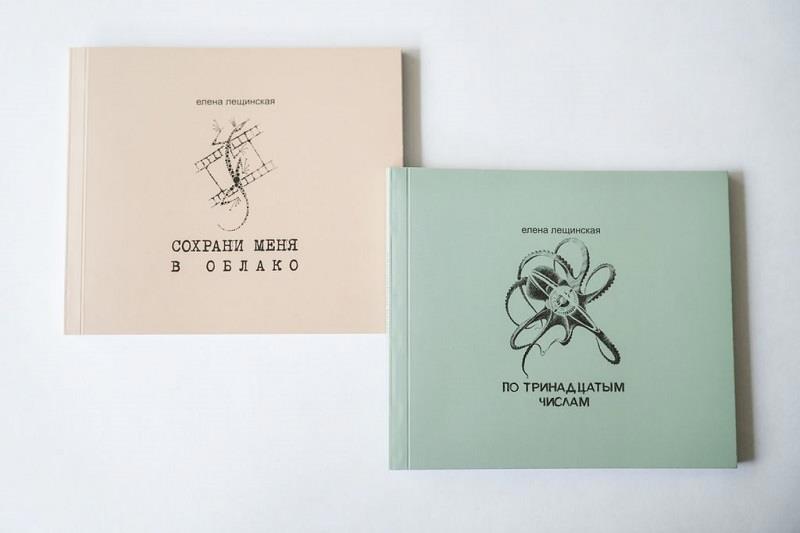 елена лещинская
СОХРАНИ МЕНЯ
В ОБЛАКО
елена лещинская
ПО ТРИНАДЦАТЫМ
ЧИСЛАМ